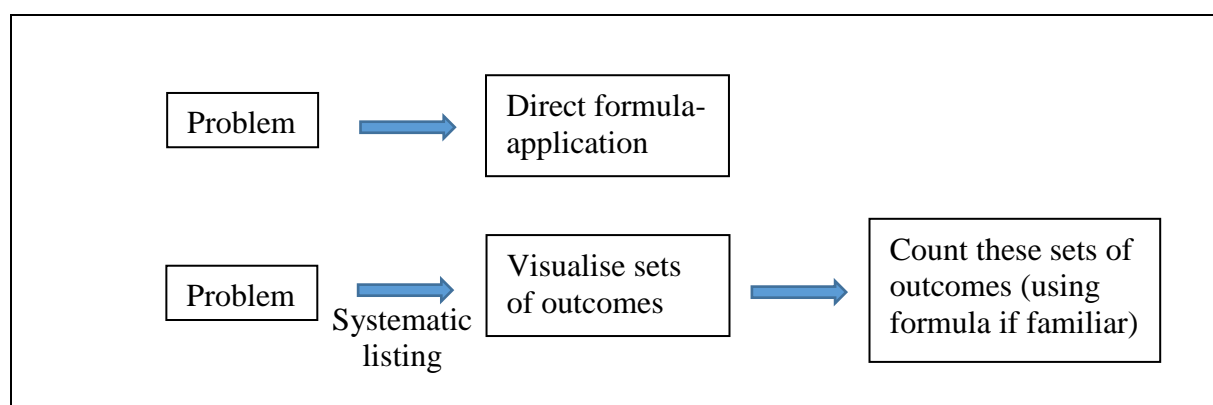 Problem
Direct formula-
application
Problem
Systematic
listing
Visualise sets
of outcomes
Count these sets of
outcomes (using
formula if familiar)